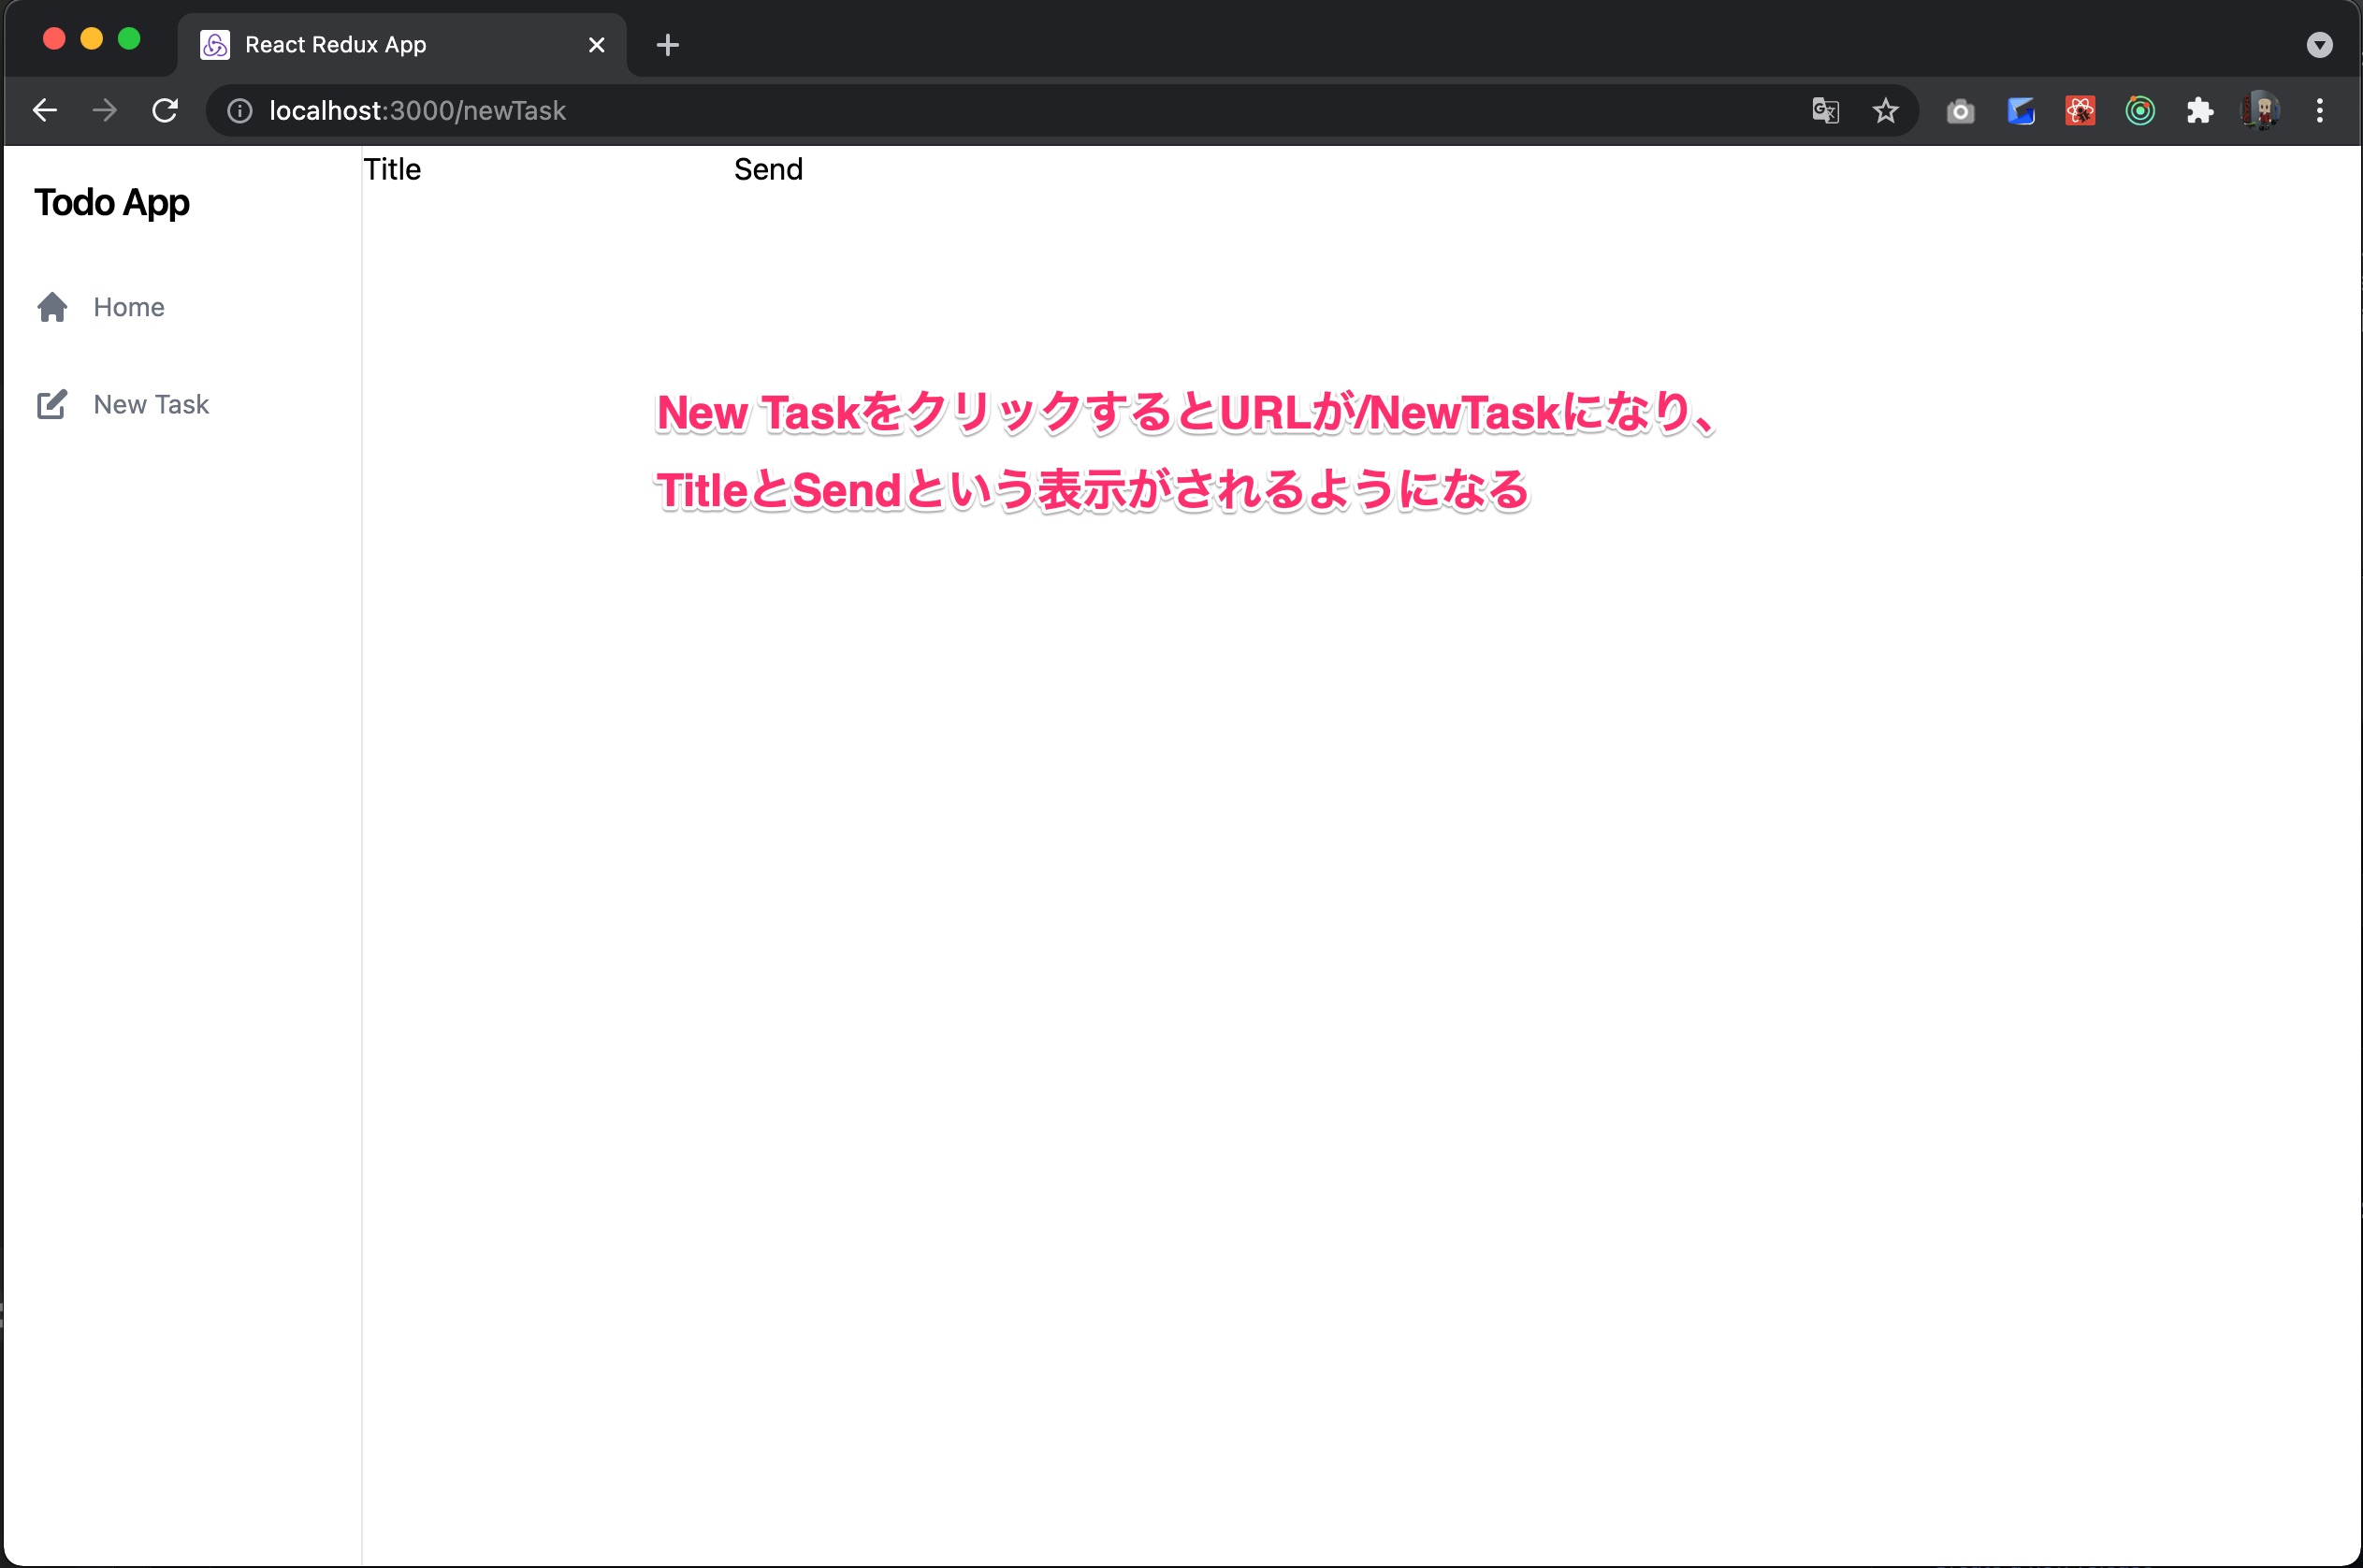 React Redux App
localhost:3000/newTask
Todo App
Home
New Task
Title
Send
New TaskをクリックするとURLが/NewTaskになり、
TitleとSendという表示がされるようになる